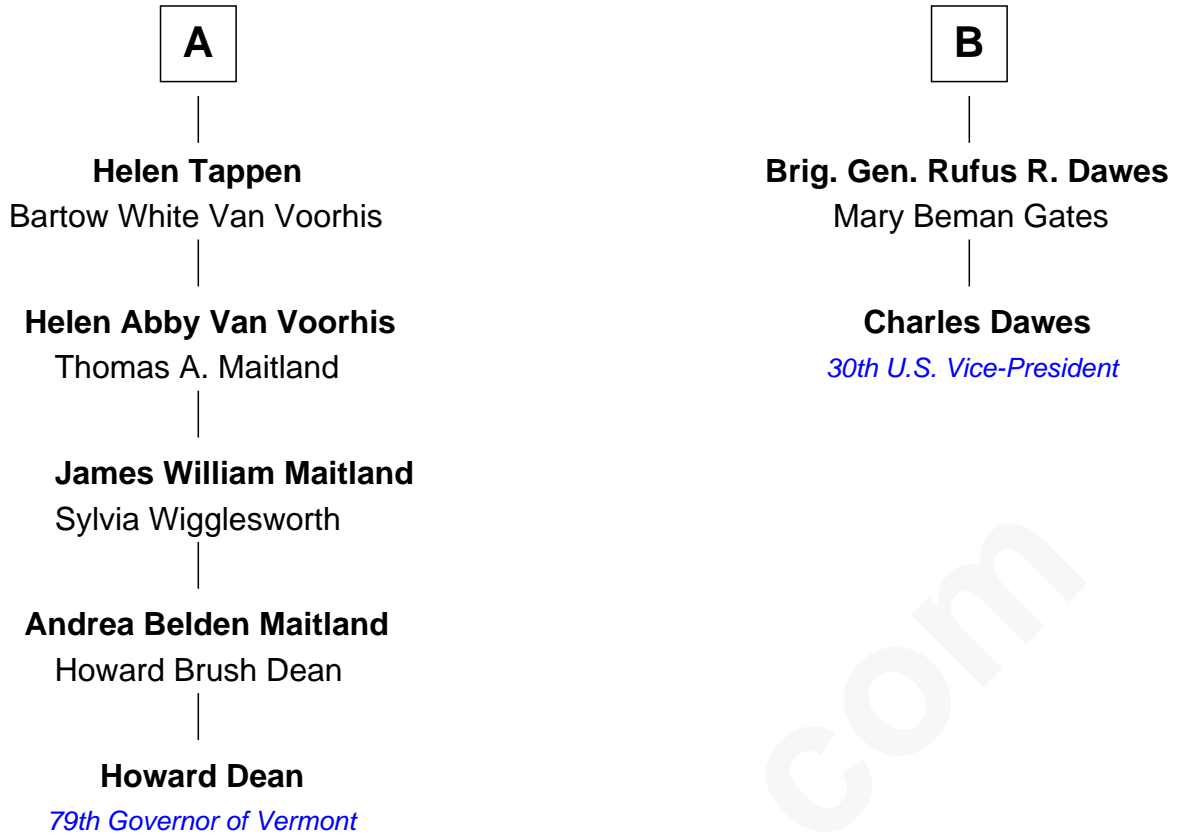 A
Helen Tappen
Bartow White Van Voorhis
Helen Abby Van Voorhis
Thomas A. Maitland
James William Maitland
Sylvia Wigglesworth
Andrea Belden Maitland
Howard Brush Dean
Howard Dean
79th Governor of Vermont
B
Brig. Gen. Rufus R. Dawes
Mary Beman Gates
Charles Dawes
30th U.S. Vice-President
com